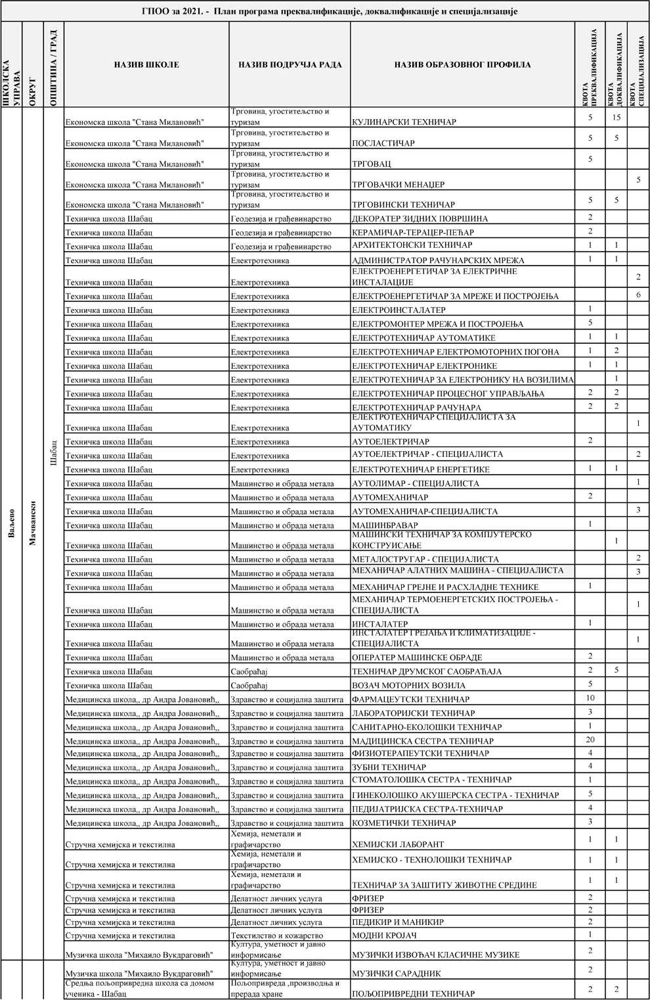 ГПОО за 2021. - План програма преквалификације, доквалификације и специјализације
ШКОЛСКА УПРАВА ОКРУГ ОПШТИНА / ГРАД НАЗИВ ШКОЛЕ НАЗИВ ПОДРУЧЈА РАДА НАЗИВ ОБРАЗОВНОГ ПРОФИЛА КВОТА ПРЕКВАЛИФИКАЦИЈА КВОТА ДОКВАЛИФИКАЦИЈА КВОТА СПЕЦИЈАЛИЗАЦИЈА
Ваљево
Мачвански
Шабац
Економска школа "Стана Милановић" Трговина, угоститељство и туризам КУЛИНАРСКИ ТЕХНИЧАР 5 15
Економска школа "Стана Милановић" Трговина, угоститељство и туризам ПОСЛАСТИЧАР 5 5
Економска школа "Стана Милановић" Трговина, угоститељство и туризам ТРГОВАЦ 5
Економска школа "Стана Милановић" Трговина, угоститељство и туризам ТРГОВАЧКИ МЕНАЏЕР 5
Економска школа "Стана Милановић" Трговина, угоститељство и туризам ТРГОВИНСКИ ТЕХНИЧАР 5 5
Техничка школа Шабац Геодезија и грађевинарство ДЕКОРАТЕР ЗИДНИХ ПОВРШИНА 2
Техничка школа Шабац Геодезија и грађевинарство КЕРАМИЧАР-ТЕРАЦЕР-ПЕЋАР 2
Техничка школа Шабац Геодезија и грађевинарство АРХИТЕКТОНСКИ ТЕХНИЧАР 1 1
Техничка школа Шабац Електротехника АДМИНИСТРАТОР РАЧУНАРСКИХ МРЕЖА 1 1
Техничка школа Шабац Електротехника ЕЛЕКТРОЕНЕРГЕТИЧАР ЗА ЕЛЕКТРИЧНЕ ИНСТАЛАЦИЈЕ 2
Техничка школа Шабац Електротехника ЕЛЕКТРОЕНЕРГЕТИЧАР ЗА МРЕЖЕ И ПОСТРОЈЕЊА 6
Техничка школа Шабац Електротехника ЕЛЕКТРОИНСТАЛАТЕР 1
Техничка школа Шабац Електротехника ЕЛЕКТРОМОНТЕР МРЕЖА И ПОСТРОЈЕЊА 5
Техничка школа Шабац Електротехника ЕЛЕКТРОТЕХНИЧАР АУТОМАТИКЕ 1 1
Техничка школа Шабац Електротехника ЕЛЕКТРОТЕХНИЧАР ЕЛЕКТРОМОТОРНИХ ПОГОНА 1 2
Техничка школа Шабац Електротехника ЕЛЕКТРОТЕХНИЧАР ЕЛЕКТРОНИКЕ 1 1
Техничка школа Шабац Електротехника ЕЛЕКТРОТЕХНИЧАР ЗА ЕЛЕКТРОНИКУ НА ВОЗИЛИМА 1
Техничка школа Шабац Електротехника ЕЛЕКТРОТЕХНИЧАР ПРОЦЕСНОГ УПРАВЉАЊА 2 2
Техничка школа Шабац Електротехника ЕЛЕКТРОТЕХНИЧАР РАЧУНАРА 2 2
Техничка школа Шабац Електротехника ЕЛЕКТРОТЕХНИЧАР СПЕЦИЈАЛИСТА ЗА АУТОМАТИКУ 1
Техничка школа Шабац Електротехника АУТОЕЛЕКТРИЧАР 2
Техничка школа Шабац Електротехника АУТОЕЛЕКТРИЧАР - СПЕЦИЈАЛИСТА 2
Техничка школа Шабац Електротехника ЕЛЕКТРОТЕХНИЧАР ЕНЕРГЕТИКЕ 1 1
Техничка школа Шабац Машинство и обрада метала АУТОЛИМАР - СПЕЦИЈАЛИСТА 1
Техничка школа Шабац Машинство и обрада метала АУТОМЕХАНИЧАР 2
Техничка школа Шабац Машинство и обрада метала АУТОМЕХАНИЧАР-СПЕЦИЈАЛИСТА 3
Техничка школа Шабац Машинство и обрада метала МАШИНБРАВАР 1
Техничка школа Шабац Машинство и обрада метала МАШИНСКИ ТЕХНИЧАР ЗА КОМПЈУТЕРСКО КОНСТРУИСАЊЕ 1
Техничка школа Шабац Машинство и обрада метала МЕТАЛОСТРУГАР - СПЕЦИЈАЛИСТА 2
Техничка школа Шабац Машинство и обрада метала МЕХАНИЧАР АЛАТНИХ МАШИНА - СПЕЦИЈАЛИСТА 3
Техничка школа Шабац Машинство и обрада метала МЕХАНИЧАР ГРЕЈНЕ И РАСХЛАДНЕ ТЕХНИКЕ 1
Техничка школа Шабац Машинство и обрада метала МЕХАНИЧАР ТЕРМОЕНЕРГЕТСКИХ ПОСТРОЈЕЊА - СПЕЦИЈАЛИСТА 1
Техничка школа Шабац Машинство и обрада метала ИНСТАЛАТЕР 1
Техничка школа Шабац Машинство и обрада метала ИНСТАЛАТЕР ГРЕЈАЊА И КЛИМАТИЗАЦИЈЕ - СПЕЦИЈАЛИСТА 1
Техничка школа Шабац Машинство и обрада метала ОПЕРАТЕР МАШИНСКЕ ОБРАДЕ 2
Техничка школа Шабац Саобраћај ТЕХНИЧАР ДРУМСКОГ САОБРАЋАЈА 2 5
Техничка школа Шабац Саобраћај ВОЗАЧ МОТОРНИХ ВОЗИЛА 5
Медицинска школа,, др Андра Јовановић,, Здравство и социјална заштита ФАРМАЦЕУТСКИ ТЕХНИЧАР 10
Медицинска школа,, др Андра Јовановић,, Здравство и социјална заштита ЛАБОРАТОРИЈСКИ ТЕХНИЧАР 3
Медицинска школа,, др Андра Јовановић,, Здравство и социјална заштита САНИТАРНО-ЕКОЛОШКИ ТЕХНИЧАР 1
Медицинска школа,, др Андра Јовановић,, Здравство и социјална заштита МАДИЦИНСКА СЕСТРА ТЕХНИЧАР 20
Медицинска школа,, др Андра Јовановић,, Здравство и социјална заштита ФИЗИОТЕРАПЕУТСКИ ТЕХНИЧАР 4
Медицинска школа,, др Андра Јовановић,, Здравство и социјална заштита ЗУБНИ ТЕХНИЧАР 4
Медицинска школа,, др Андра Јовановић,, Здравство и социјална заштита СТОМАТОЛОШКА СЕСТРА - ТЕХНИЧАР 1
Медицинска школа,, др Андра Јовановић,, Здравство и социјална заштита ГИНЕКОЛОШКО АКУШЕРСКА СЕСТРА - ТЕХНИЧАР 5
Медицинска школа,, др Андра Јовановић,, Здравство и социјална заштита ПЕДИЈАТРИЈСКА СЕСТРА-ТЕХНИЧАР 4
Медицинска школа,, др Андра Јовановић,, Здравство и социјална заштита КОЗМЕТИЧКИ ТЕХНИЧАР 3
Стручна хемијска и текстилна Хемија, неметали и графичарство ХЕМИЈСКИ ЛАБОРАНТ 1 1
Стручна хемијска и текстилна Хемија, неметали и графичарство ХЕМИЈСКО - ТЕХНОЛОШКИ ТЕХНИЧАР 1 1
Стручна хемијска и текстилна Хемија, неметали и графичарство ТЕХНИЧАР ЗА ЗАШТИТУ ЖИВОТНЕ СРЕДИНЕ 1 1
Стручна хемијска и текстилна Делатност личних услуга ФРИЗЕР 2
Стручна хемијска и текстилна Делатност личних услуга ФРИЗЕР 2
Стручна хемијска и текстилна Делатност личних услуга ПЕДИКИР И МАНИКИР 2
Стручна хемијска и текстилна Текстилство и кожарство МОДНИ КРОЈАЧ 1
Музичка школа "Михаило Вукдраговић" Култура, уметност и јавно информисање МУЗИЧКИ ИЗВОЂАЧ КЛАСИЧНЕ МУЗИКЕ 2
Музичка школа "Михаило Вукдраговић" Култура, уметност и јавно информисање МУЗИЧКИ САРАДНИК 2
Средња пољопривредна школа са домом ученика - Шабац Пољопривреда ,производња и прерада хране ПОЉОПРИВРЕДНИ ТЕХНИЧАР 2 2